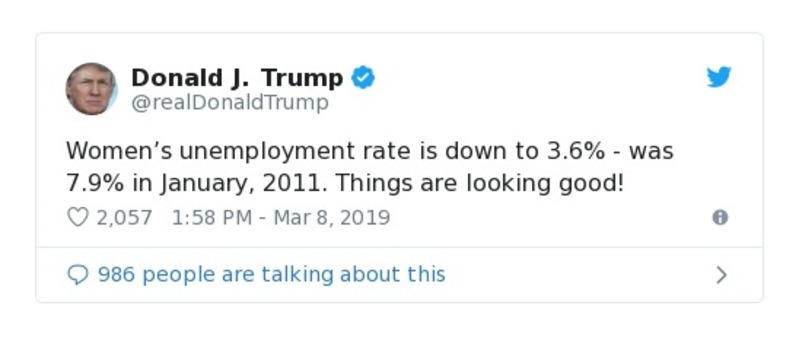 Donald J. Trump
@realDonaldTrump
Women’s unemployment rate is down to 3.6% - was
7.9% in January, 2011. Things are looking good!
2,057 1:58 PM - Mar 8, 2019
986 people are talking about this